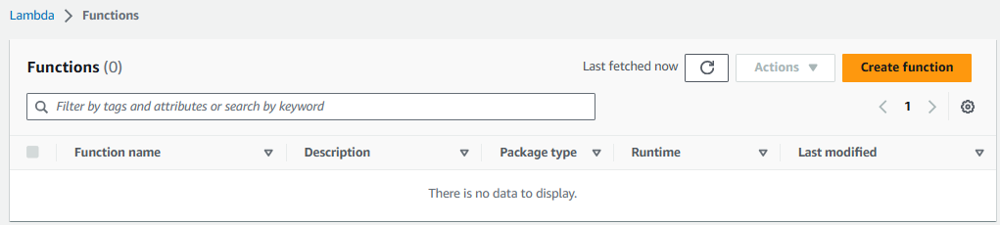 Lambda > Functions
Functions (0)
Last fetched now
Actions
Create function
Filter by tags and attributes or search by keyword
1
Function name Description Package type Runtime Last modified
There is no data to display.